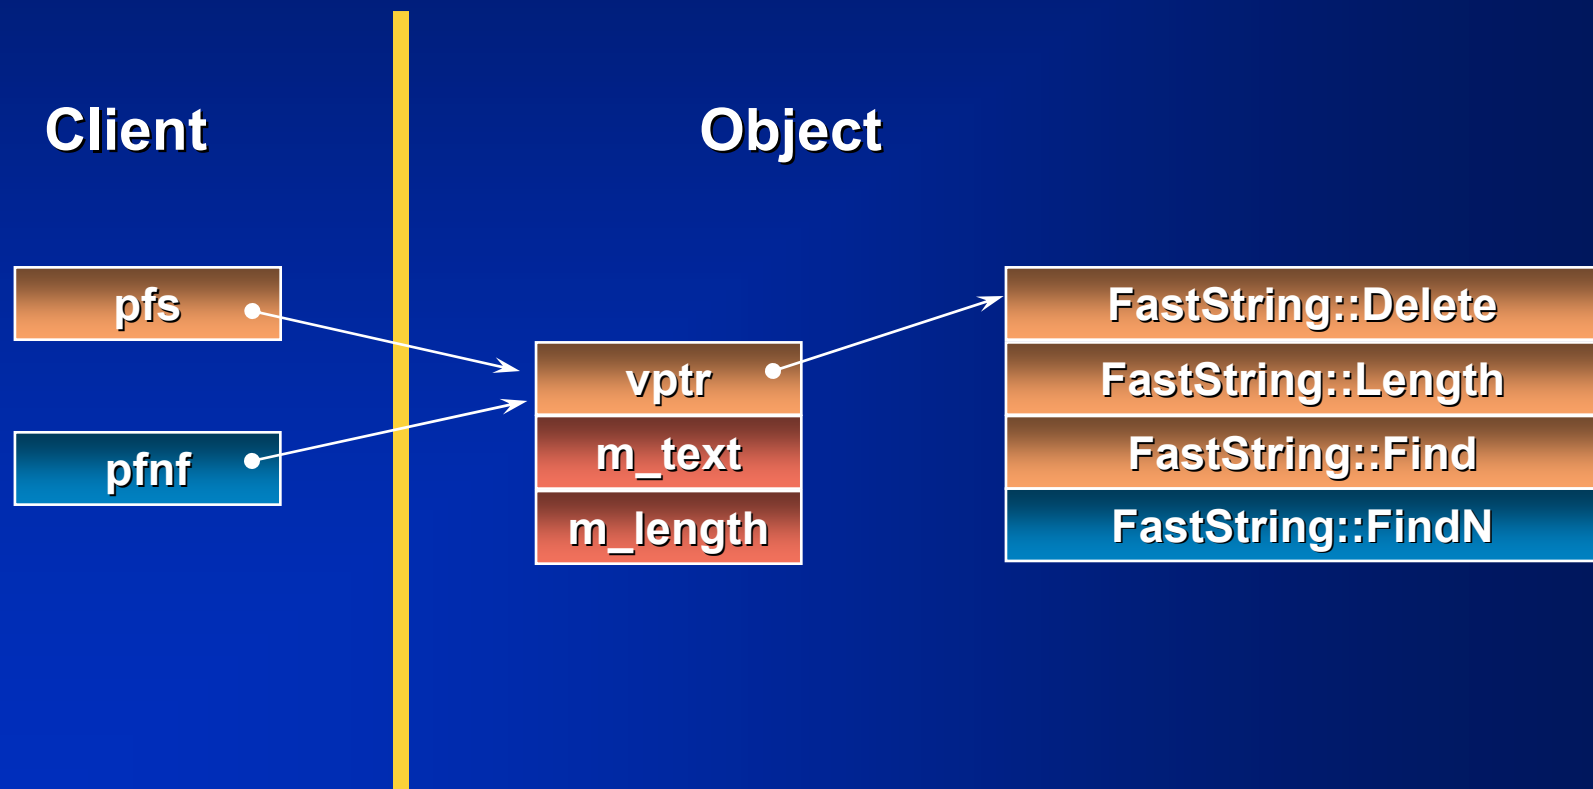 Client
Object
pfs
pfnf
vptr
m_text
m_length
FastString::Delete
FastString::Length
FastString::Find
FastString::FindN